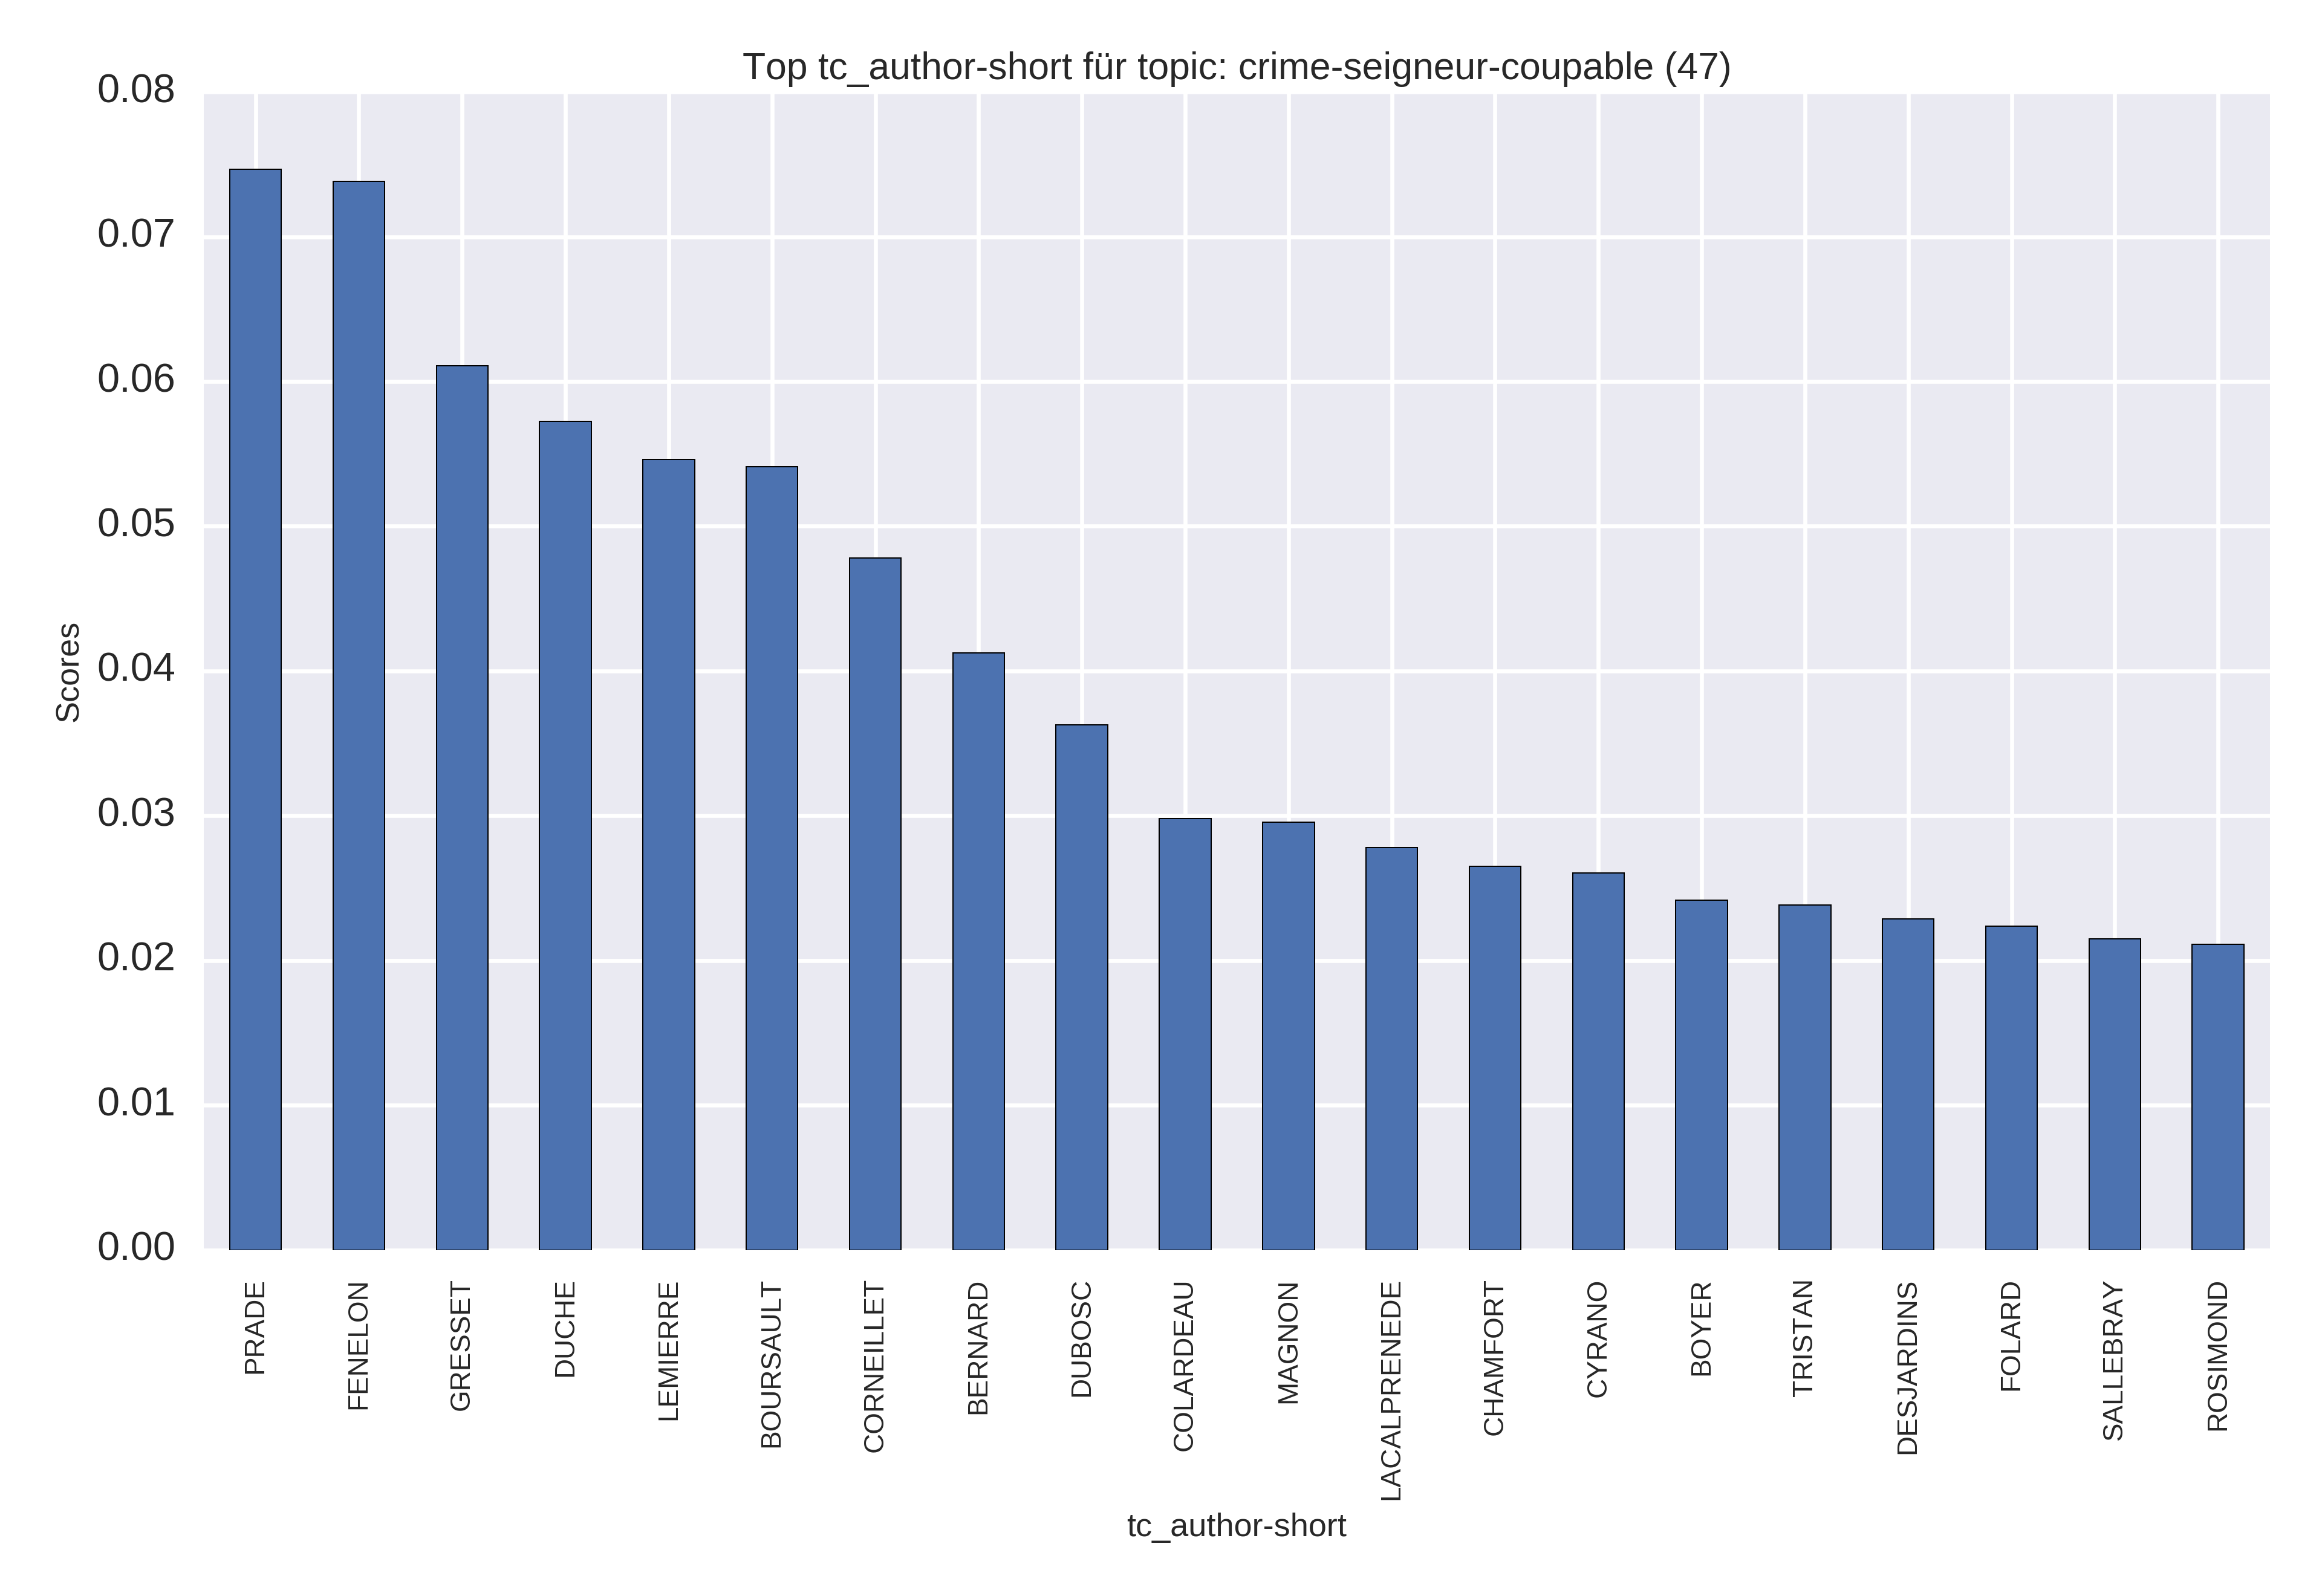 Top tc_author-short für topic: crime-seigneur-coupable (47)
Scores
0.08
0.07
0.06
0.05
0.04
0.03
0.02
0.01
0.00
PRADE
FENELON
GRESSET
DUCHE
LEMIERRE
BOURSAULT
CORNEILLET
BERNARD
DUBOSC
COLARDEAU
MAGNON
LACALPRENEDE
CHAMFORT
CYRANO
BOYER
TRISTAN
DESJARDINS
FOLARD
SALLEBRAY
ROSIMOND
tc_author-short